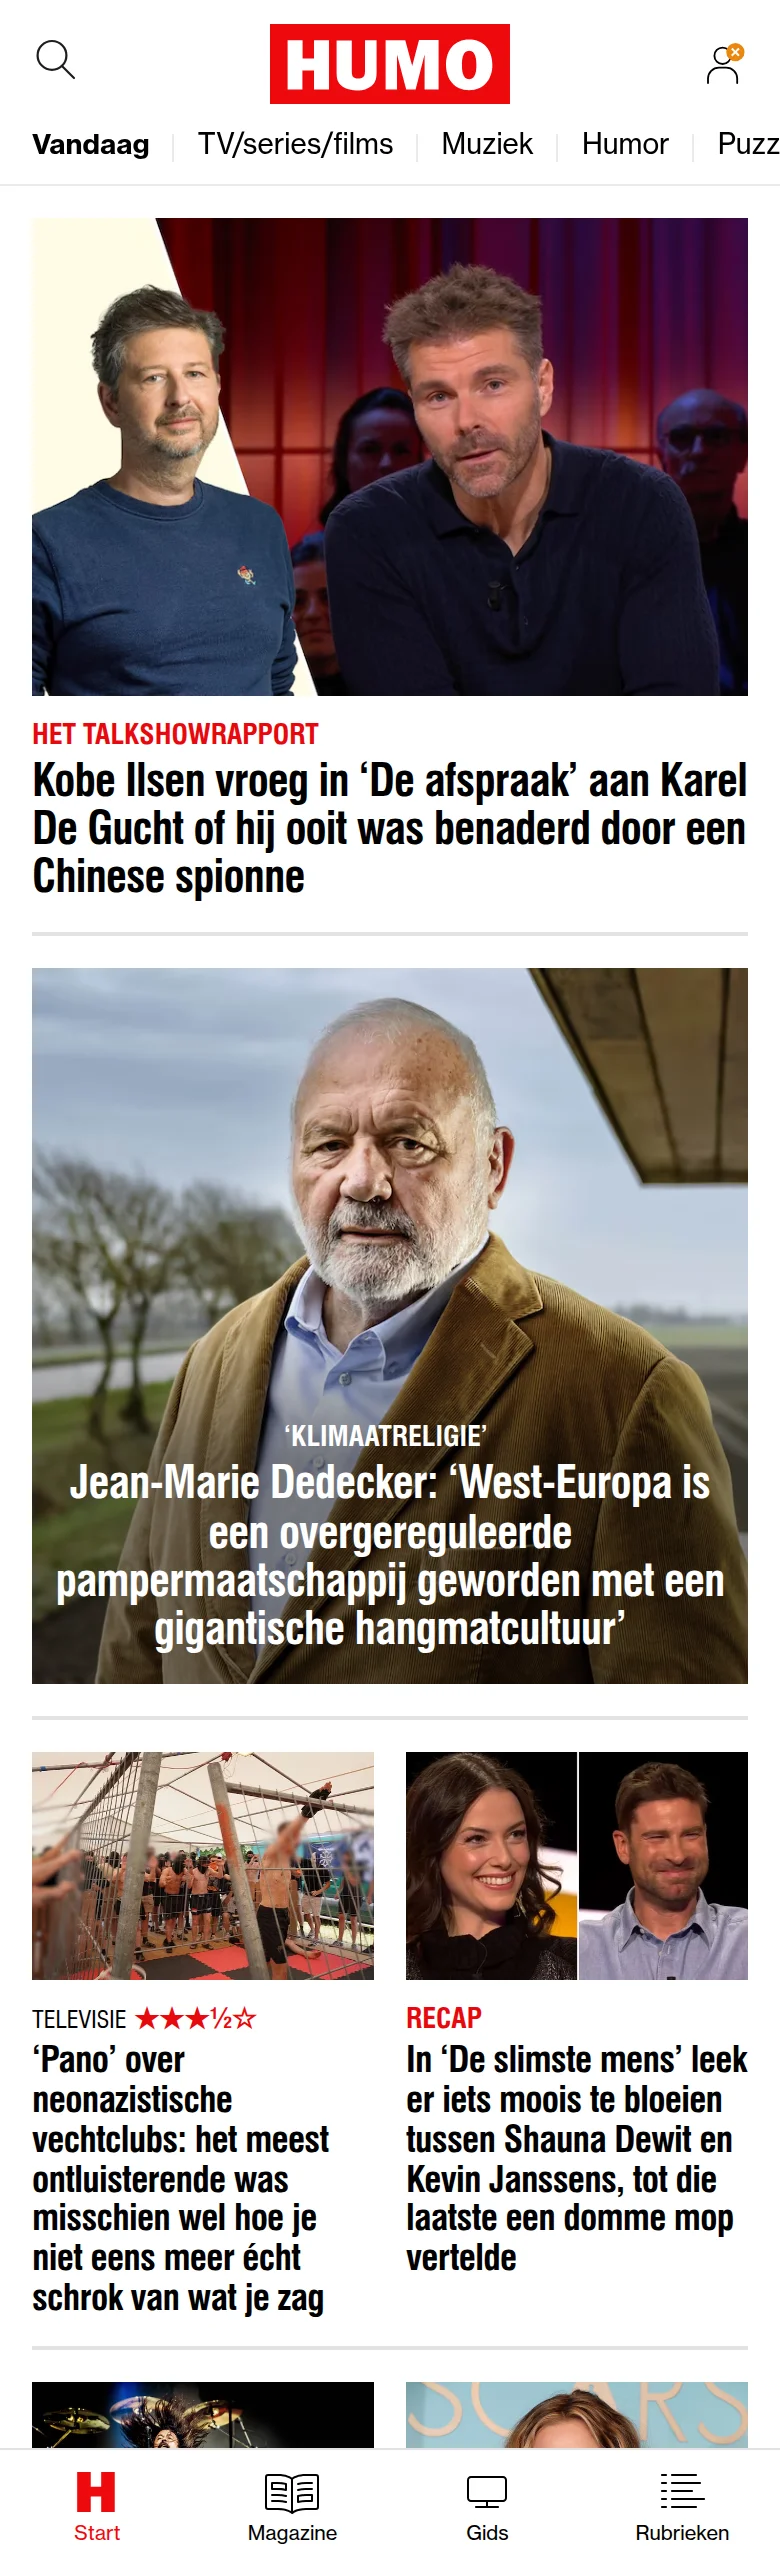 HUMO
Vandaag
TV/series/films
Muziek
Humor
Puzz
HET TALKSHOWRAPPORT
Kobe Ilsen vroeg in ‘De afspraak’ aan Karel
De Gucht of hij ooit was benaderd door een
Chinese spionne
‘KLIMAATRELIGIE’
Jean-Marie Dedecker: ‘West-Europa is
een overgereguleerde
pampermaatschappij geworden met een
gigantische hangmatcultuur’
TELEVISIE ★★★½☆
‘Pano’ over
neonazistische
vechtclubs: het meest
ontluisterende was
misschien wel hoe je
niet eens meer écht
schrok van wat je zag
RECAP
In ‘De slimste mens’ leek
er iets moois te bloeien
tussen Shauna Dewit en
Kevin Janssens, tot die
laatste een domme mop
vertelde
H
Start
Magazine
Gids
Rubrieken